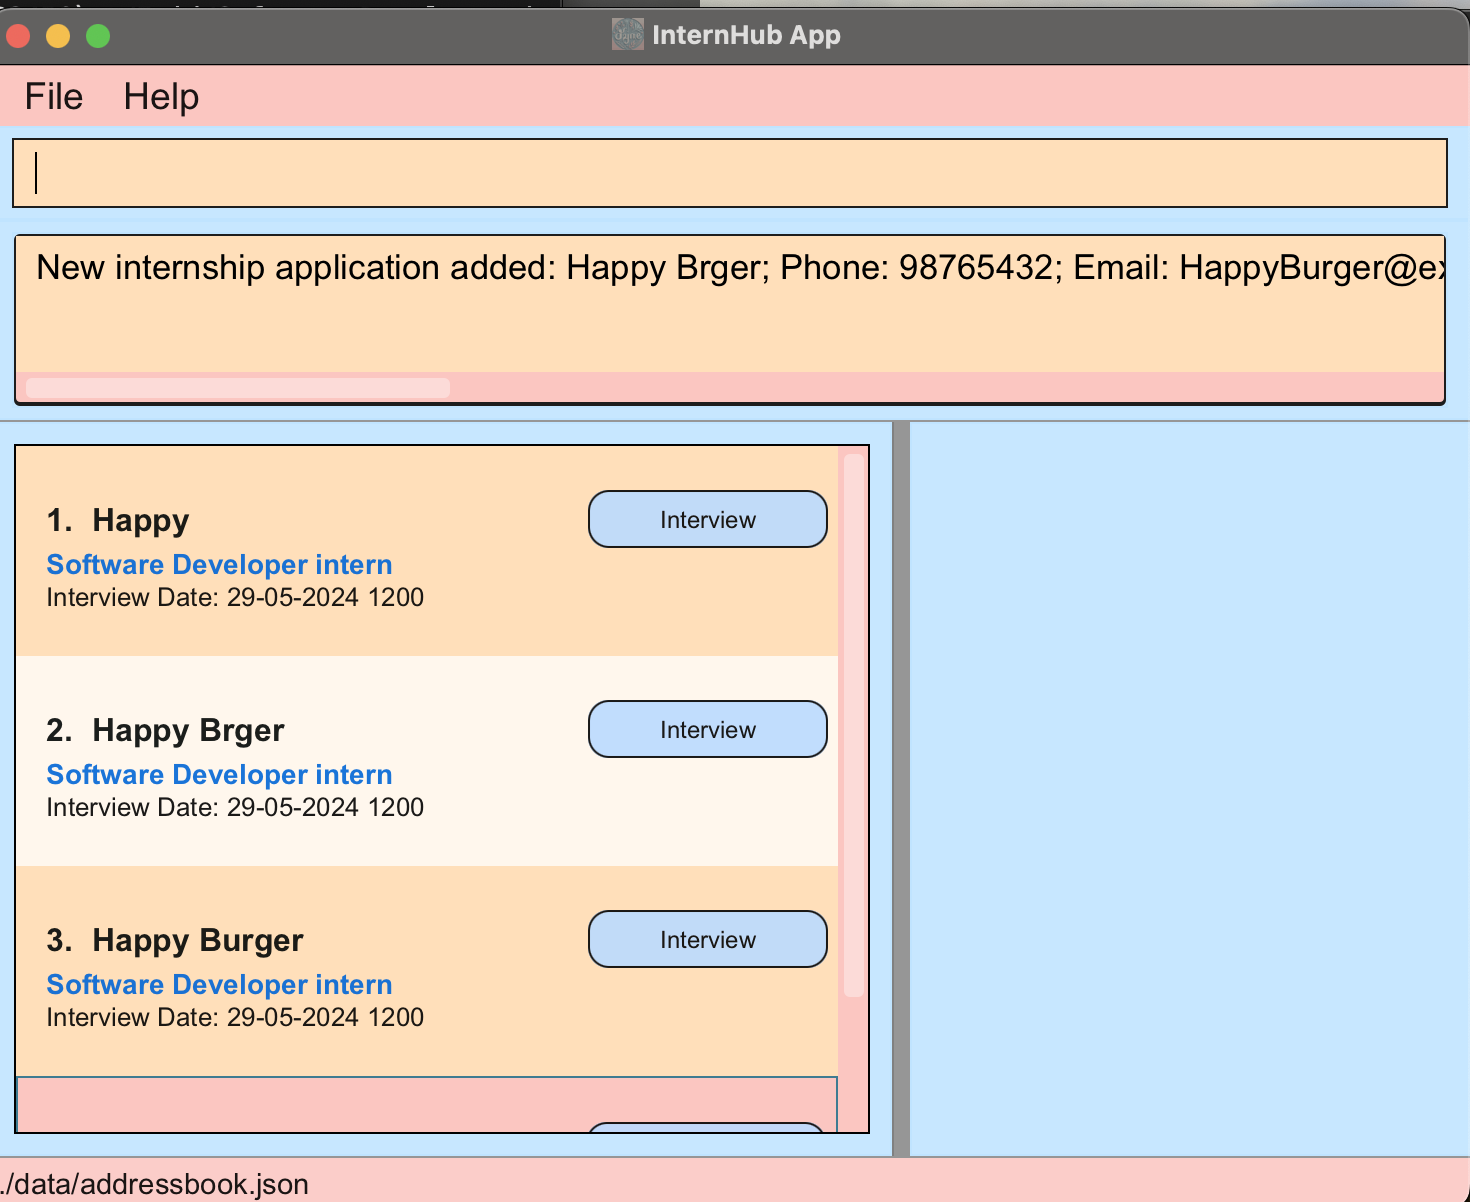 InternHub App
File Help
New internship application added: Happy Brger; Phone: 98765432; Email: HappyBurger@ex
1. Happy
Interview
Software Developer intern
Interview Date: 29-05-2024 1200
2. Happy Brger
Interview
Software Developer intern
Interview Date: 29-05-2024 1200
3. Happy Burger
Interview
Software Developer intern
Interview Date: 29-05-2024 1200
./data/addressbook.json